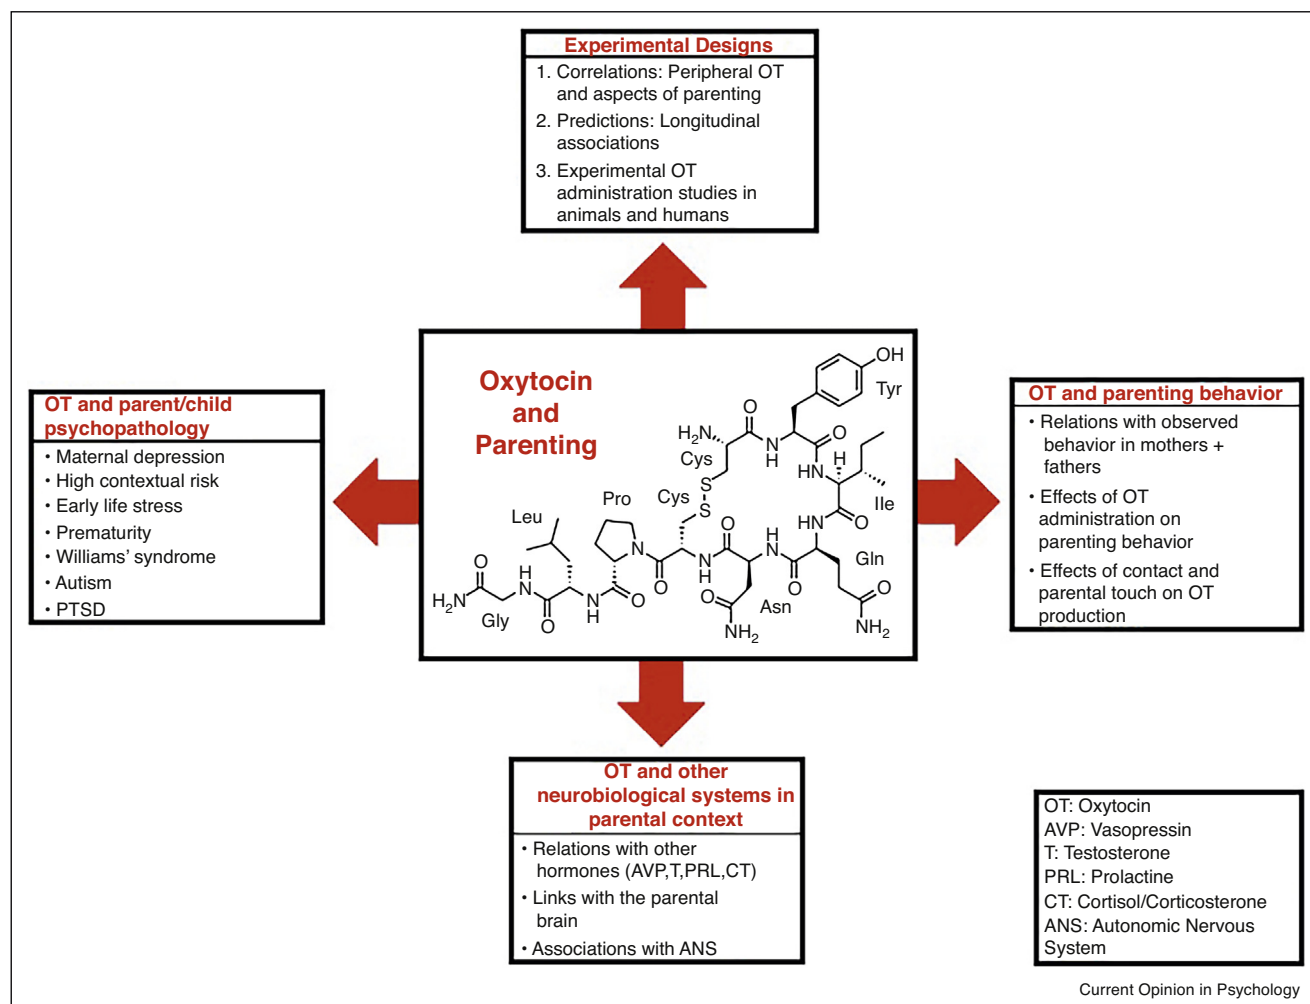 Experimental Designs
1. Correlations: Peripheral OT
and aspects of parenting
2. Predictions: Longitudinal
associations
3. Experimental OT
administration studies in
animals and humans
OT and parent/child
psychopathology
• Maternal depression
• High contextual risk
• Early life stress
• Prematurity
• Williams’ syndrome
• Autism
• PTSD
Oxytocin
and
Parenting
OH
Tyr
O
H₂N
Cys
N
H
O
HN
H
Ile
S
S
Cys
O
HN
Gln
Pro
Leu
N
O
N
H
O
H
N
O
O
NH₂
Asn
O
NH₂
O
H₂N
Gly
H
N
O
N
H
O
OT and parenting behavior
• Relations with observed
behavior in mothers +
fathers
• Effects of OT
administration on
parenting behavior
• Effects of contact and
parental touch on OT
production
OT and other
neurobiological systems in
parental context
• Relations with other
hormones (AVP,T,PRL,CT)
• Links with the parental
brain
• Associations with ANS
OT: Oxytocin
AVP: Vasopressin
T: Testosterone
PRL: Prolactine
CT: Cortisol/Corticosterone
ANS: Autonomic Nervous
System
Current Opinion in Psychology